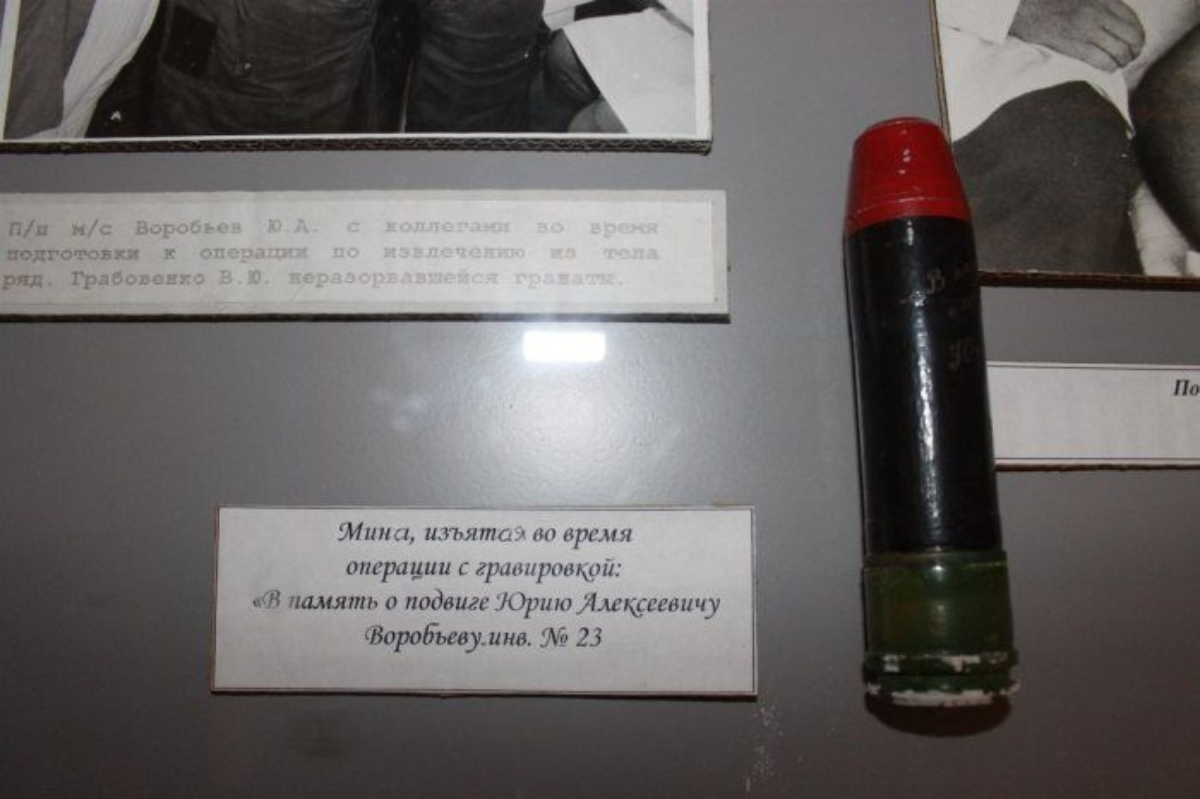 П/п м/с Воробьев Ю.А. с коллегами во время
подготовки к операции по извлечению из тела
ряд. Грабовенко В.Ю. неразорвавшейся гранаты.
Мина, изъятая во время
операции с гравировкой:
«В память о подвиге Юрию Алексеевичу
Воробьеву.инв. № 23
В
По